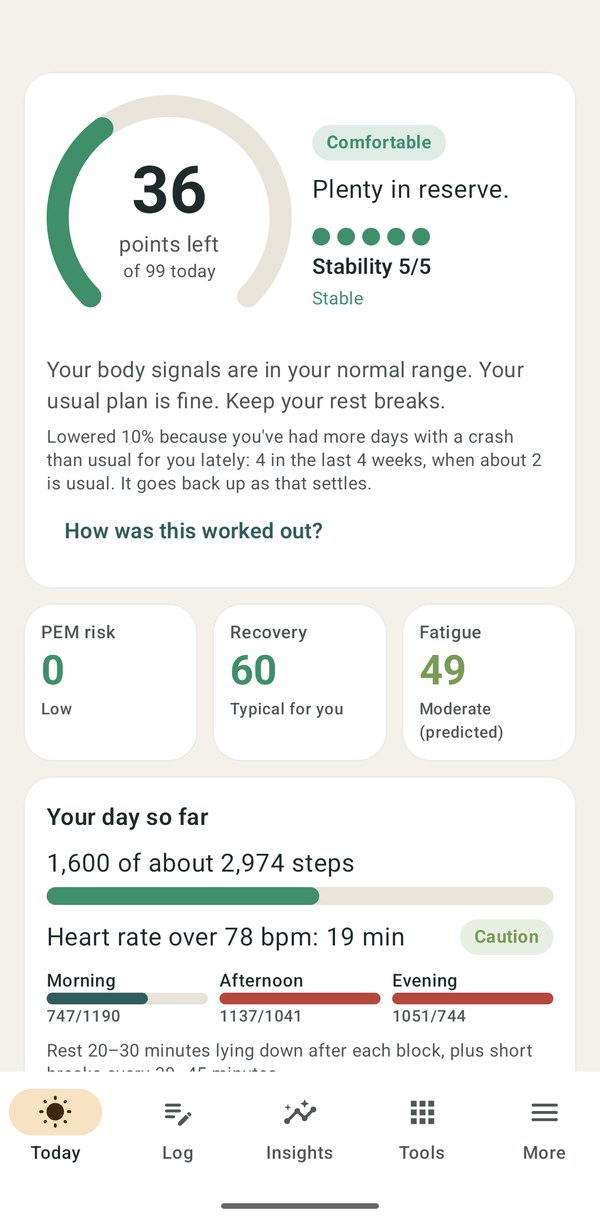 36
points left
of 99 today
Comfortable
Plenty in reserve.
Stability 5/5
Stable
Your body signals are in your normal range. Your
usual plan is fine. Keep your rest breaks.
Lowered 10% because you've had more days with a crash
than usual for you lately: 4 in the last 4 weeks, when about 2
is usual. It goes back up as that settles.
How was this worked out?
PEM risk
0
Low
Recovery
60
Typical for you
Fatigue
49
Moderate
(predicted)
Your day so far
1,600 of about 2,974 steps
Heart rate over 78 bpm: 19 min
Caution
Morning
747/1190
Afternoon
1137/1041
Evening
1051/744
Rest 20–30 minutes lying down after each block, plus short
Today
Log
Insights
Tools
More